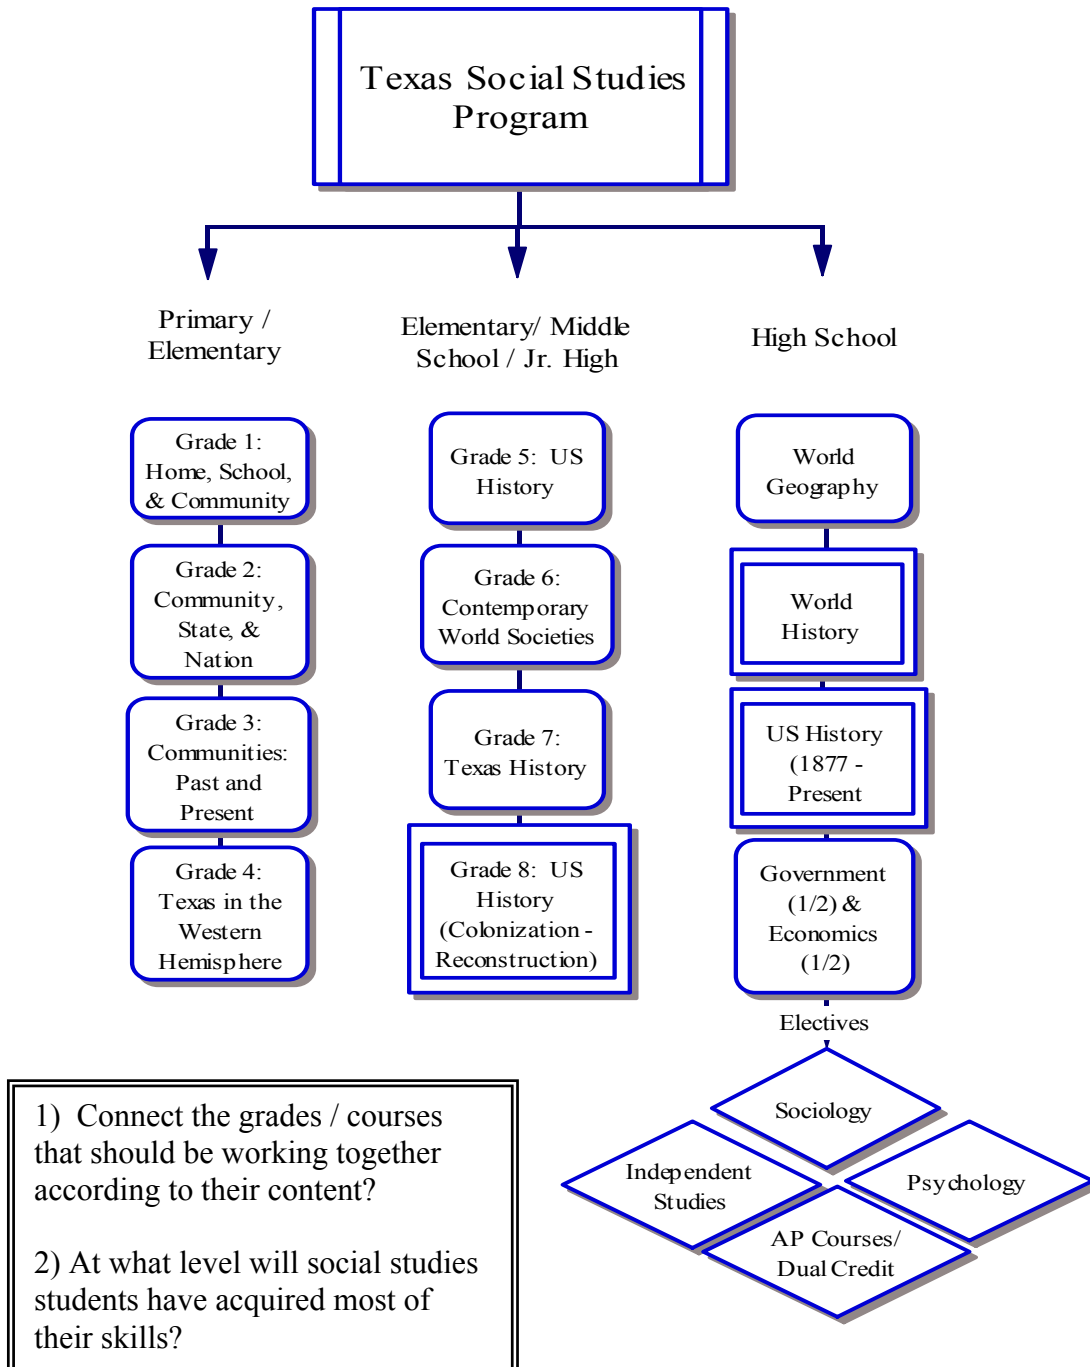 Texas Social Studies
Program
Primary /
Elementary
Elementary/ Middle
School / Jr. High
High School
Grade 1:
Home, School,
& Community
Grade 2:
Community,
State, &
Nation
Grade 3:
Communities:
Past and
Present
Grade 4:
Texas in the
Western
Hemisphere
Grade 5: US
History
Grade 6:
Contemporary
World Societies
Grade 7:
Texas History
Grade 8: US
History
(Colonization -
Reconstruction)
World
Geography
World
History
US History
(1877 -
Present
Government
(1/2) &
Economics
(1/2)
Electives
Sociology
Independent
Studies
Psychology
AP Courses/
Dual Credit
1) Connect the grades / courses
that should be working together
according to their content?
2) At what level will social studies
students have acquired most of
their skills?